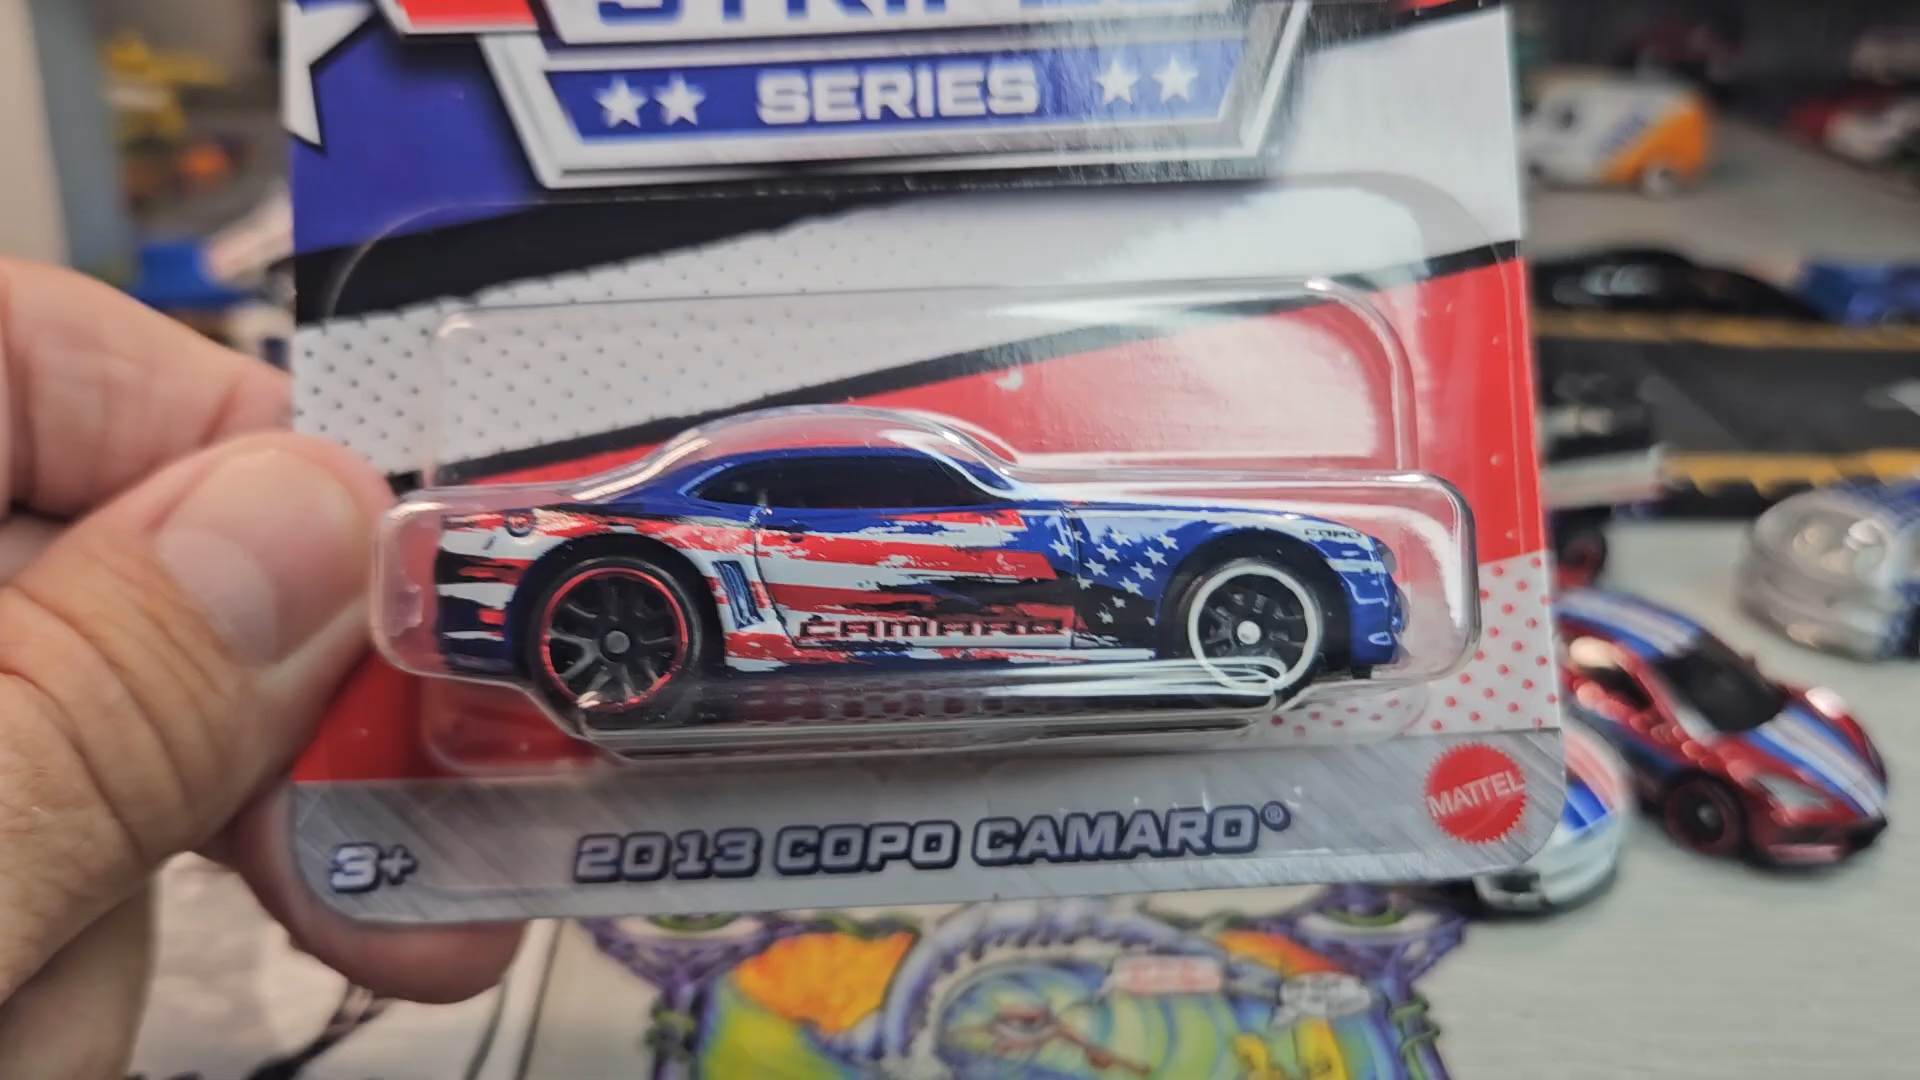 SERIES
COPO
CAMARO
MATTEL
3+
2013 COPO CAMARO®